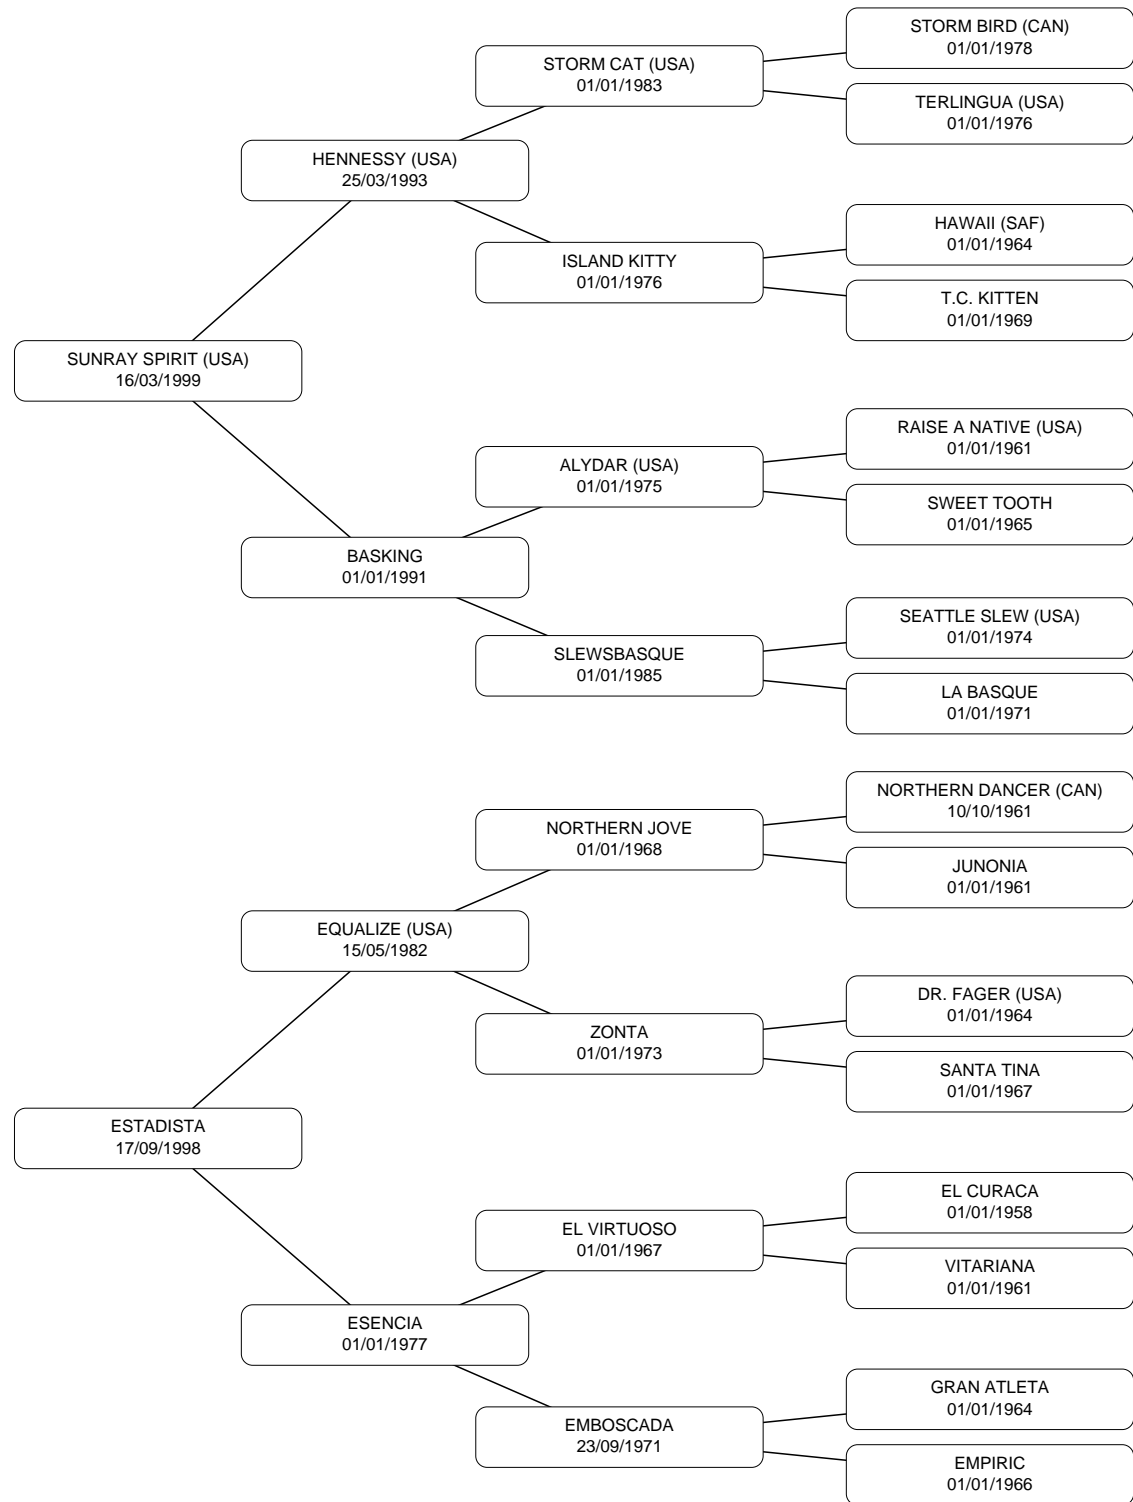 STORM BIRD (CAN)
01/01/1978
STORM CAT (USA)
01/01/1983
TERLINGUA (USA)
01/01/1976
HENNESSY (USA)
25/03/1993
HAWAII (SAF)
01/01/1964
ISLAND KITTY
01/01/1976
T.C. KITTEN
01/01/1969
SUNRAY SPIRIT (USA)
16/03/1999
RAISE A NATIVE (USA)
01/01/1961
ALYDAR (USA)
01/01/1975
SWEET TOOTH
01/01/1965
BASKING
01/01/1991
SEATTLE SLEW (USA)
01/01/1974
SLEWSBASQUE
01/01/1985
LA BASQUE
01/01/1971
NORTHERN DANCER (CAN)
10/10/1961
NORTHERN JOVE
01/01/1968
JUNONIA
01/01/1961
EQUALIZE (USA)
15/05/1982
DR. FAGER (USA)
01/01/1964
ZONTA
01/01/1973
SANTA TINA
01/01/1967
ESTADISTA
17/09/1998
EL CURACA
01/01/1958
EL VIRTUOSO
01/01/1967
VITARIANA
01/01/1961
ESENCIA
01/01/1977
GRAN ATLETA
01/01/1964
EMBOSCADA
23/09/1971
EMPIRIC
01/01/1966